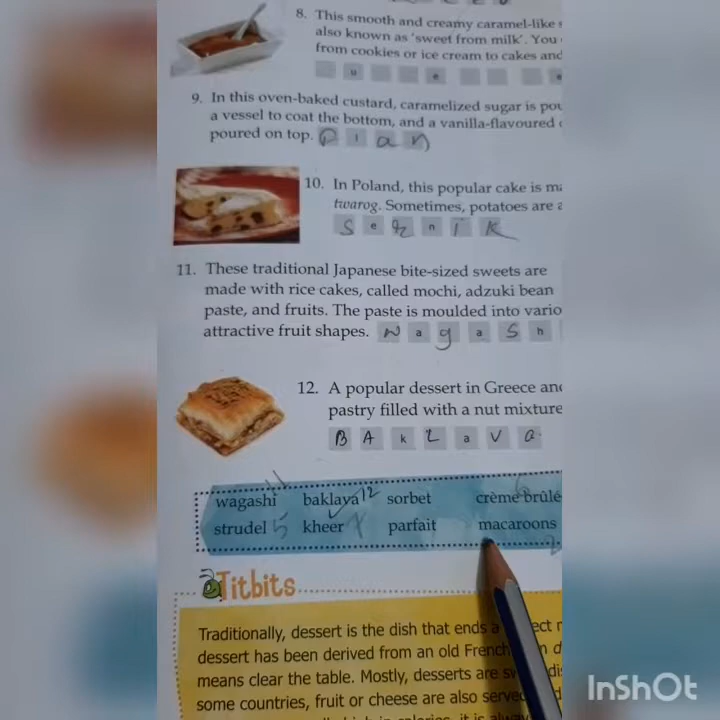 8. This smooth and creamy caramel-like
also known as 'sweet from milk'. You
from cookies or ice cream to cakes and
u e e
9. In this oven-baked custard, caramelized sugar is pou
a vessel to coat the bottom, and a vanilla-flavoured
poured on top.
10. In Poland, this popular cake is ma
twarog. Sometimes, potatoes are a
S e n i K
11. These traditional Japanese bite-sized sweets are
made with rice cakes, called mochi, adzuki bean
paste, and fruits. The paste is moulded into vario
attractive fruit shapes. w a g a S h
12. A popular dessert in Greece and
pastry filled with a nut mixture
B A k L a V a
11
wagashi baklava 12 sorbet crème brûlé
strudel 5 kheer parfait macaroons
Titbits
Traditionally, dessert is the dish that ends a ect
dessert has been derived from an old French
means clear the table. Mostly, desserts are sw di
some countries, fruit or cheese are also served
InShOt